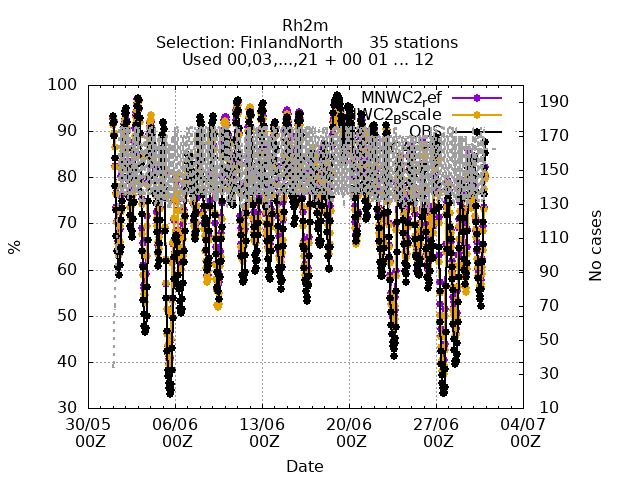 Rh2m
Selection: FinlandNorth 35 stations
Used 00,03,...,21 + 00 01 ... 12
100
90
80
70
60
50
40
30
%
190
170
150
130
110
90
70
50
30
10
No cases
MNWC2_ref
WC2_Bscale
OBS
30/05 06/06 13/06 20/06 27/06 04/07
00Z 00Z 00Z 00Z 00Z 00Z
Date